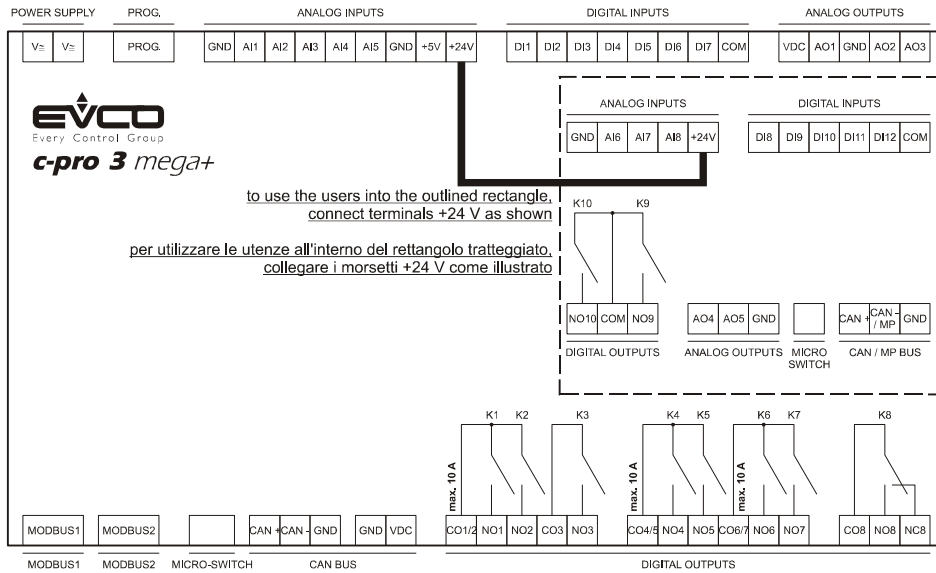 POWER SUPPLY PROG. ANALOG INPUTS DIGITAL INPUTS ANALOG OUTPUTS
V≂ V≂ PROG. GND AI1 AI2 AI3 AI4 AI5 GND +5V +24V DI1 DI2 DI3 DI4 DI5 DI6 DI7 COM VDC AO1 GND AO2 AO3
EVCO
Every Control Group
c-pro 3 mega+
ANALOG INPUTS DIGITAL INPUTS
GND AI6 AI7 AI8 +24V DI8 DI9 DI10 DI11 DI12 COM
to use the users into the outlined rectangle,
connect terminals +24 V as shown
per utilizzare le utenze all'interno del rettangolo tratteggiato,
collegare i morsetti +24 V come illustrato
K10 K9
NO10 COM NO9 AO4 AO5 GND CAN + CAN - / MP GND
DIGITAL OUTPUTS ANALOG OUTPUTS MICRO SWITCH CAN / MP BUS
K1 K2 K3 K4 K5 K6 K7 K8
max. 10 A max. 10 A max. 10 A
MODBUS1 MODBUS2 CAN + CAN - GND GND VDC CO1/2 NO1 NO2 CO3 NO3 CO4/5 NO4 NO5 CO6/7 NO6 NO7 CO8 NO8 NC8
MODBUS1 MODBUS2 MICRO-SWITCH CAN BUS DIGITAL OUTPUTS